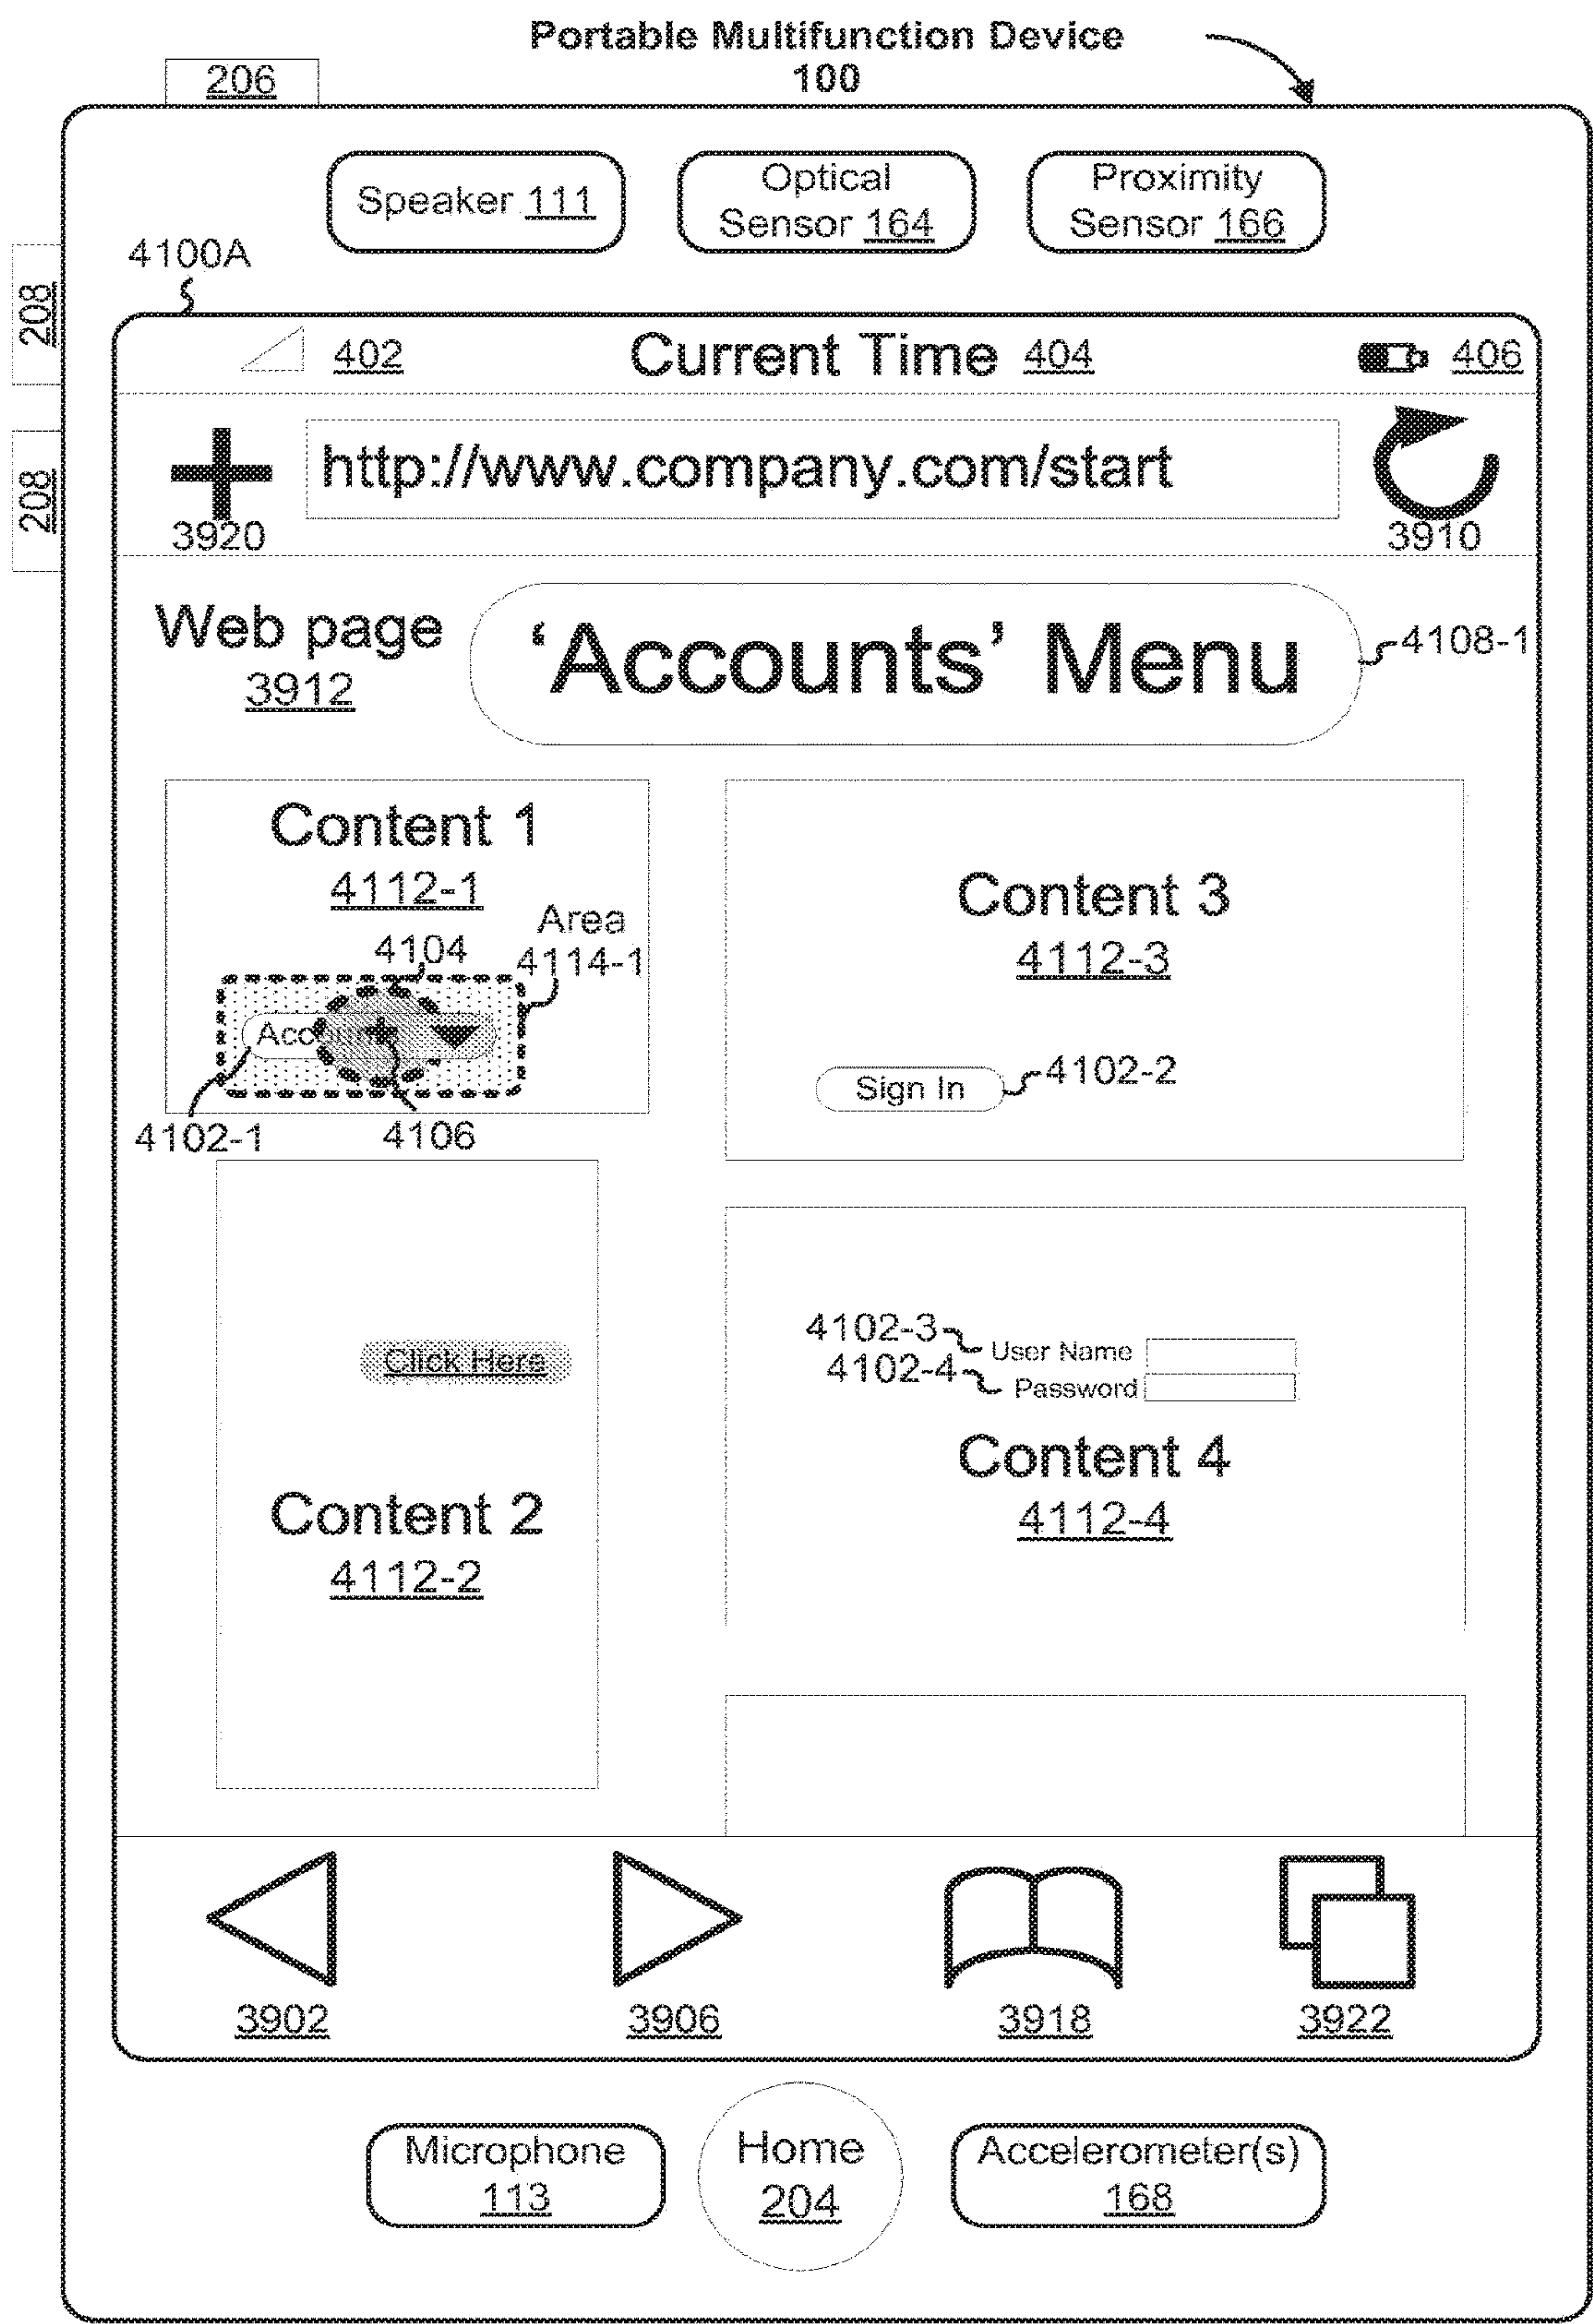 Portable Multifunction Device
100
206
Speaker 111
Optical
Sensor 164
Proximity
Sensor 166
4100A
208
208
402
Current Time 404
406
http://www.company.com/start
3920
3910
Web page
3912
‘Accounts’ Menu
4108-1
Content 1
4112-1
Area
4114-1
4104
4102-1
4106
Content 3
4112-3
Sign In
4102-2
Click Here
Content 2
4112-2
4102-3
User Name
4102-4
Password
Content 4
4112-4
3902
3906
3918
3922
Microphone
113
Home
204
Accelerometer(s)
168